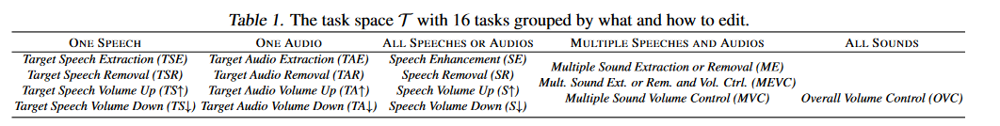 Table 1. The task space 𝒯 with 16 tasks grouped by what and how to edit.
ONE SPEECH ONE AUDIO ALL SPEECHES OR AUDIOS MULTIPLE SPEECHES AND AUDIOS ALL SOUNDS
Target Speech Extraction (TSE) Target Audio Extraction (TAE) Speech Enhancement (SE)
Multiple Sound Extraction or Removal (ME)
Target Speech Removal (TSR) Target Audio Removal (TAR) Speech Removal (SR)
Mult. Sound Ext. or Rem. and Vol. Ctrl. (MEVC)
Target Speech Volume Up (TS↑) Target Audio Volume Up (TA↑) Speech Volume Up (S↑)
Multiple Sound Volume Control (MVC) Overall Volume Control (OVC)
Target Speech Volume Down (TS↓) Target Audio Volume Down (TA↓) Speech Volume Down (S↓)